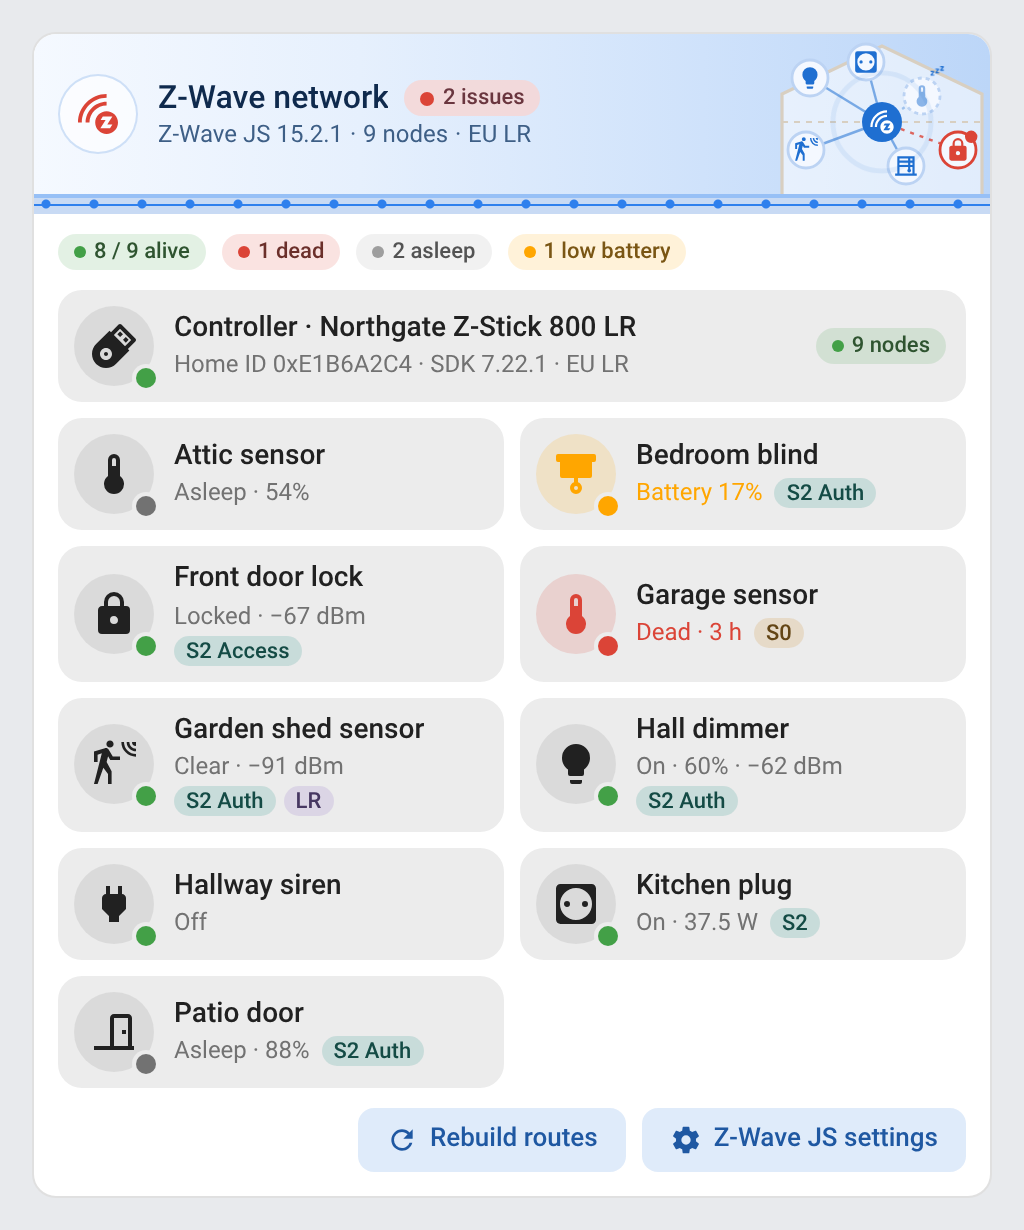 Z-Wave network
2 issues
Z-Wave JS 15.2.1 · 9 nodes · EU LR
zzz
8 / 9 alive
1 dead
2 asleep
1 low battery
Controller · Northgate Z-Stick 800 LR
Home ID 0xE1B6A2C4 · SDK 7.22.1 · EU LR
9 nodes
Attic sensor
Asleep · 54%
Bedroom blind
Battery 17% S2 Auth
Front door lock
Locked · −67 dBm
S2 Access
Garage sensor
Dead · 3 h S0
Garden shed sensor
Clear · −91 dBm
S2 Auth LR
Hall dimmer
On · 60% · −62 dBm
S2 Auth
Hallway siren
Off
Kitchen plug
On · 37.5 W S2
Patio door
Asleep · 88% S2 Auth
Rebuild routes
Z-Wave JS settings